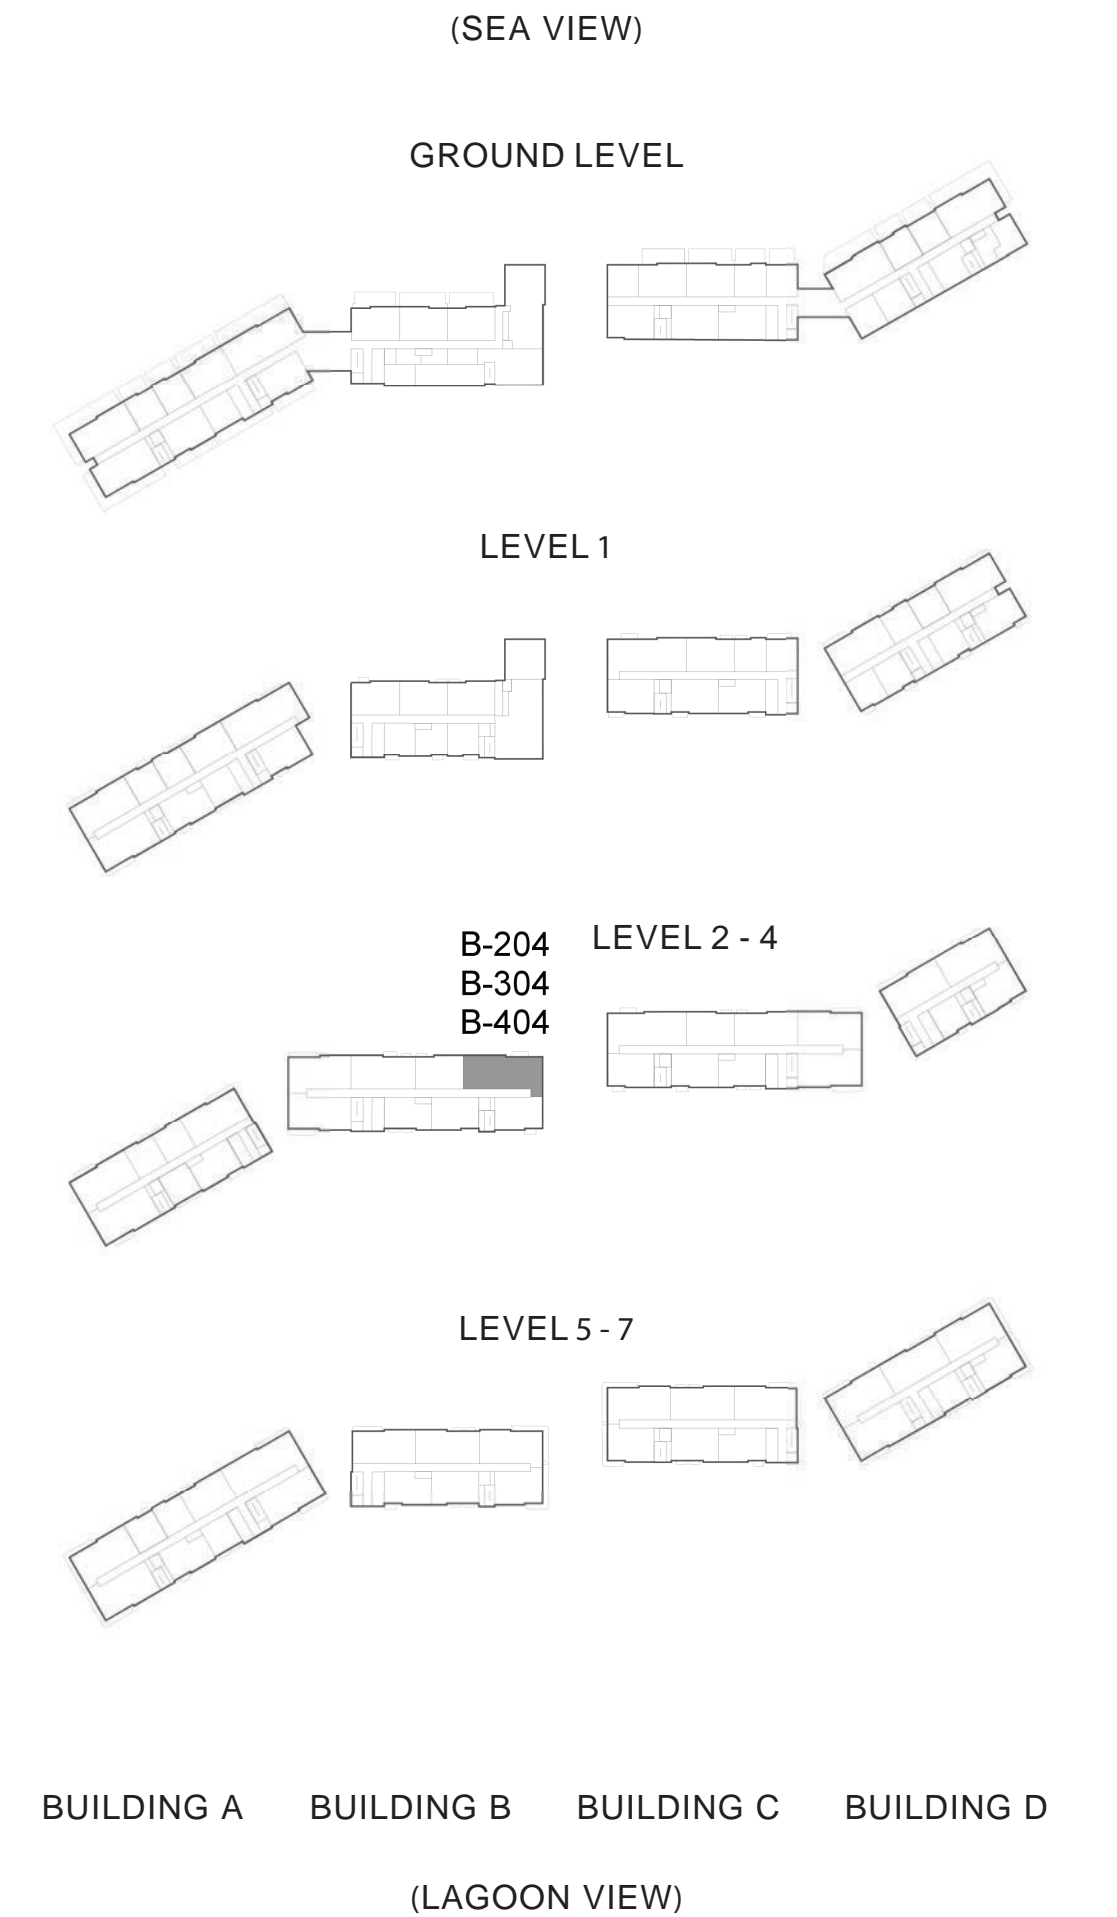 (SEA VIEW)
GROUND LEVEL
LEVEL 1
B-204
LEVEL 2 - 4
B-304
B-404
LEVEL 5 - 7
BUILDING A
BUILDING B
BUILDING C
BUILDING D
(LAGOON VIEW)